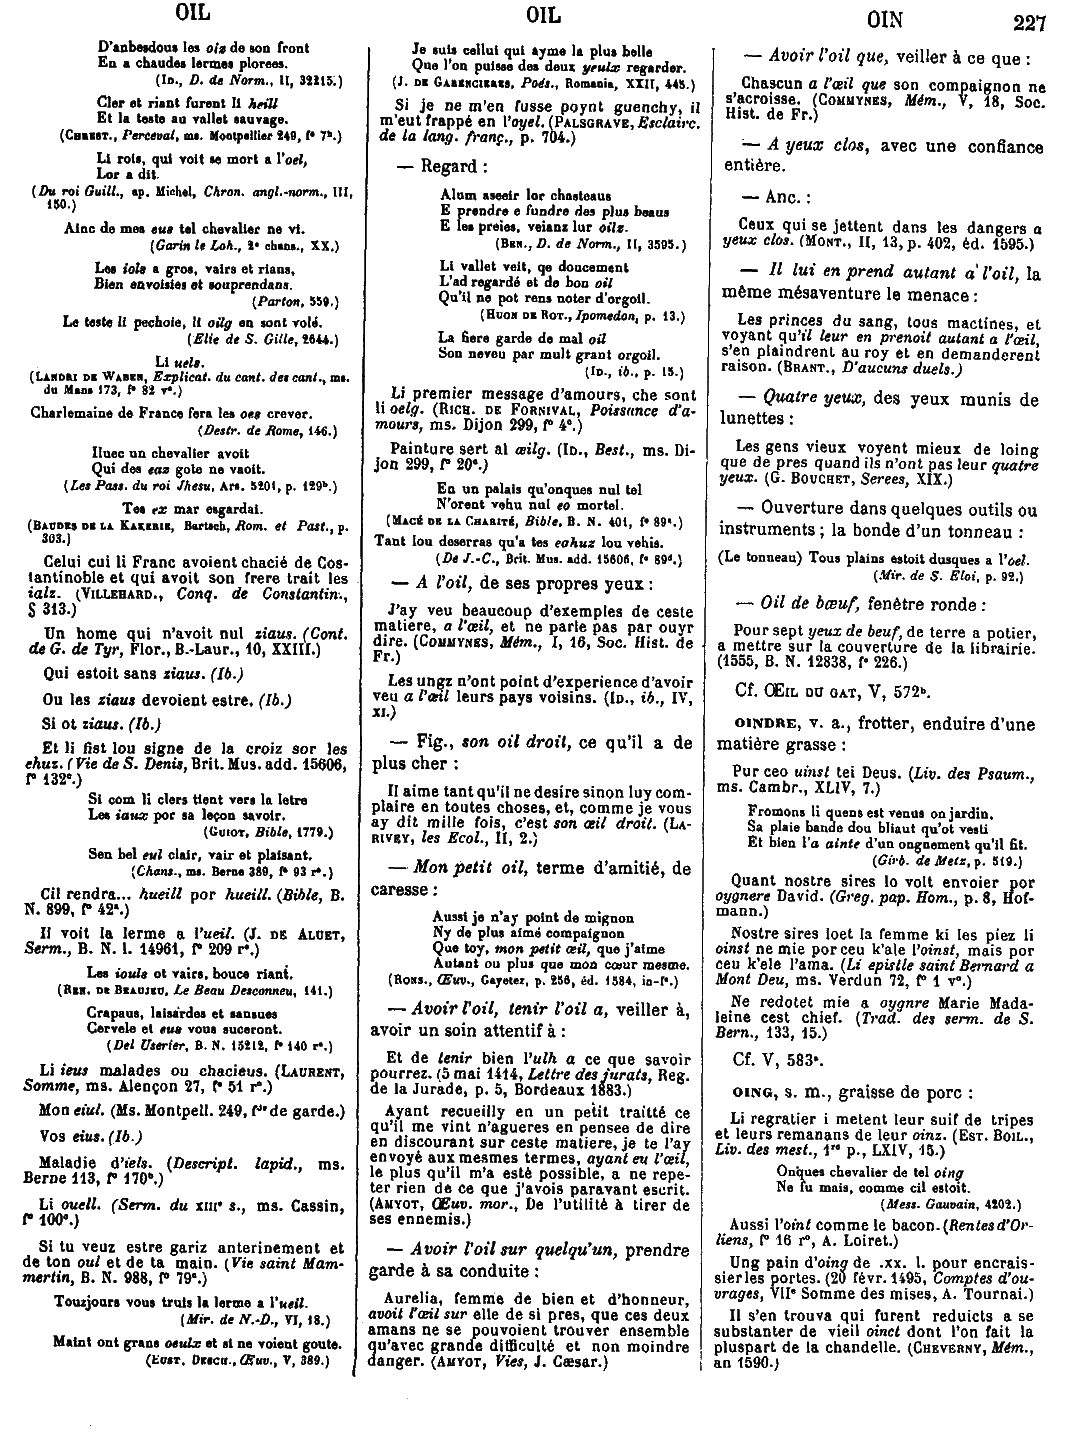 OIL
OIL
OIN
227
D'anbesdous les olz de son front
En a chaudes lermes plorees.
(ID., D. de Norm., II, 32215.)
Cler et riant furent li heill
Et la teste au vallet sauvage.
(CHREST., Perceval, ms. Montpellier 249, f° 7ᵇ.)
Li rois, qui voit se mort a l'oel,
Lor a dit.
(Du roi Guill., ap. Michel, Chron. angl.-norm., III,
150.)
Ainc de mes eus tel chevalier ne vi.
(Garin le Loh., 2ᵉ chans., XX.)
Les iols a gros, vairs et rians,
Bien envoisies et souprendans.
(Parton, 559.)
Le teste li pechoie, li oilg en sont volé.
(Elie de S. Gille, 2644.)
Li uels.
(LANDRI DE WABEN, Explicat. du cant. des cant., ms.
du Mans 173, f° 82 v°.)
Charlemaine de France fera les oes crever.
(Destr. de Rome, 146.)
Iluec un chevalier avoit
Qui des eaz gote ne vaoit.
(Les Pass. du roi Jhesu, Ars. 5201, p. 129ᵇ.)
Tes ex mar esgardai.
(BAUDES DE LA KAKERIE, Bartsch, Rom. et Past., p.
303.)
Celui cui li Franc avoient chacié de Cos-
tantinoble et qui avoit son frere trait les
ialz. (VILLEHARD., Conq. de Constantin.,
§ 313.)
Un home qui n'avoit nul ziaus. (Cont.
de G. de Tyr, Flor., B.-Laur., 10, XXIII.)
Qui estoit sans ziaus. (Ib.)
Ou les ziaus devoient estre. (Ib.)
Si ot ziaus. (Ib.)
Et li fist lou signe de la croiz sor les
ehuz. (Vie de S. Denis, Brit. Mus. add. 15606,
f° 132ᶜ.)
Si com li clers tient vers la letre
Les iaux por sa leçon savoir.
(GUIOT, Bible, 1779.)
Sen bel eul clair, vair et plaisant.
(Chans., ms. Berne 389, f° 93 r°.)
Cil rendra... hueill por hueill. (Bible, B.
N. 899, f° 42ᵃ.)
Il voit la lerme a l'ueil. (J. DE ALUET,
Serm., B. N. l. 14961, f° 209 r°.)
Les iouls ot vairs, bouce riant.
(REN. DE BEAUJEU, Le Beau Desconneu, 141.)
Crapaus, laisardes et sansues
Cervele et eus vous suceront.
(Del Userier, B. N. 15212, f° 140 r°.)
Li ieus malades ou chacieus. (LAURENT,
Somme, ms. Alençon 27, f° 51 r°.)
Mon eiul. (Ms. Montpell. 249, f° de garde.)
Vos eius. (Ib.)
Maladie d'iels. (Descript. lapid., ms.
Berne 113, f° 170ᵇ.)
Li ouell. (Serm. du XIIIᵉ s., ms. Cassin,
f° 100ᵈ.)
Si tu veuz estre gariz anterinement et
de ton oul et de ta main. (Vie saint Mam-
mertin, B. N. 988, f° 79ᵃ.)
Touzjours vous truis la lerme a l'ueil.
(Mir. de N.-D., VI, 18.)
Maint ont grans oeulx et si ne voient goute.
(EUST. DESCH., Œuv., V, 389.)
Je suis cellui qui ayme la plus belle
Que l'on puisse des deux yeulx regarder.
(J. DE GARENCIERES, Poés., Romania, XXII, 445.)
Si je ne m'en fusse poynt guenchy, il
m'eut frappé en l'oyel. (PALSGRAVE, Esclairc.
de la lang. franç., p. 704.)
— Regard :
Alum aseeir lor chasteaus
E prendre e fundre des plus beaus
E les preies, veianz lur oilz.
(BEN., D. de Norm., II, 3595.)
Li vallet veit, qe doucement
L'ad regardé et de bon oil
Qu'il ne pot rens noter d'orgoil.
(HUON DE ROT., Ipomedon, p. 13.)
La fiere garde de mal oil
Son neveu par mult grant orgoil.
(ID., ib., p. 15.)
Li premier message d'amours, che sont
li oelg. (RICH. DE FORNIVAL, Poissance d'a-
mours, ms. Dijon 299, f° 4ᶜ.)
Painture sert al œilg. (ID., Best., ms. Di-
jon 299, f° 20ᵃ.)
En un palais qu'onques nul tel
N'orent vehu nul eo mortel.
(MACÉ DE LA CHARITÉ, Bible, B. N. 401, f° 89ᵃ.)
Tant lou deserras qu'a tes eahuz lou vehis.
(De J.-C., Brit. Mus. add. 15606, f° 89ᵈ.)
— A l'oil, de ses propres yeux :
J'ay veu beaucoup d'exemples de ceste
matiere, a l'œil, et ne parle pas par ouyr
dire. (COMMYNES, Mém., I, 16, Soc. Hist. de
Fr.)
Les ungz n'ont point d'experience d'avoir
veu a l'œil leurs pays voisins. (ID., ib., IV,
XI.)
— Fig., son oil droit, ce qu'il a de
plus cher :
Il aime tant qu'il ne desire sinon luy com-
plaire en toutes choses, et, comme je vous
ay dit mille fois, c'est son œil droit. (LA-
RIVEY, les Ecol., II, 2.)
— Mon petit oil, terme d'amitié, de
caresse :
Aussi je n'ay point de mignon
Ny de plus aimé compaignon
Que toy, mon petit œil, que j'aime
Autant ou plus que mon cœur mesme.
(RONS., Œuv., Gayetez, p. 256, éd. 1584, in-f°.)
— Avoir l'oil, tenir l'oil a, veiller à,
avoir un soin attentif à :
Et de tenir bien l'ulh a ce que savoir
pourrez. (5 mai 1414, Lettre des jurats, Reg.
de la Jurade, p. 5, Bordeaux 1883.)
Ayant recueilly en un petit traitté ce
qu'il me vint n'agueres en pensee de dire
en discourant sur ceste matiere, je te l'ay
envoyé aux mesmes termes, ayant eu l'œil,
le plus qu'il m'a esté possible, a ne repe-
ter rien de ce que j'avois paravant escrit.
(AMYOT, Œuv. mor., De l'utilité à tirer de
ses ennemis.)
— Avoir l'oil sur quelqu'un, prendre
garde à sa conduite :
Aurelia, femme de bien et d'honneur,
avoit l'œil sur elle de si pres, que ces deux
amans ne se pouvoient trouver ensemble
qu'avec grande difficulté et non moindre
danger. (AMYOT, Vies, J. Cæsar.)
— Avoir l'oil que, veiller à ce que :
Chascun a l'œil que son compaignon ne
s'acroisse. (COMMYNES, Mém., V, 18, Soc.
Hist. de Fr.)
— A yeux clos, avec une confiance
entière.
— Anc. :
Ceux qui se jettent dans les dangers a
yeux clos. (MONT., II, 13, p. 402, éd. 1595.)
— Il lui en prend autant a l'oil, la
même mésaventure le menace :
Les princes du sang, tous mactines, et
voyant qu'il leur en prenoit autant a l'œil,
s'en plaindrent au roy et en demanderent
raison. (BRANT., D'aucuns duels.)
— Quatre yeux, des yeux munis de
lunettes :
Les gens vieux voyent mieux de loing
que de pres quand ils n'ont pas leur quatre
yeux. (G. BOUCHET, Serees, XIX.)
— Ouverture dans quelques outils ou
instruments ; la bonde d'un tonneau :
(Le tonneau) Tous plains estoit dusques a l'oel.
(Mir. de S. Eloi, p. 92.)
— Oil de bœuf, fenêtre ronde :
Pour sept yeux de beuf, de terre a potier,
a mettre sur la couverture de la librairie.
(1555, B. N. 12838, f° 226.)
Cf. ŒIL DU GAT, V, 572ᵇ.
OINDRE, v. a., frotter, enduire d'une
matière grasse :
Pur ceo uinst tei Deus. (Liv. des Psaum.,
ms. Cambr., XLIV, 7.)
Fromons li quens est venus on jardin,
Sa plaie bande dou bliaut qu'ot vesti
Et bien l'a ainte d'un ongnement qu'il fit.
(Girb. de Metz, p. 519.)
Quant nostre sires lo volt envoier por
oygnere David. (Greg. pap. Hom., p. 8, Hof-
mann.)
Nostre sires loet la femme ki les piez li
oinst ne mie por ceu k'ale l'oinst, mais por
ceu k'ele l'ama. (Li epistle saint Bernard a
Mont Deu, ms. Verdun 72, f° 1 v°.)
Ne redotet mie a oygnre Marie Mada-
leine cest chief. (Trad. des serm. de S.
Bern., 133, 15.)
Cf. V, 583ᵃ.
OING, s. m., graisse de porc :
Li regratier i metent leur suif de tripes
et leurs remanans de leur oinz. (EST. BOIL.,
Liv. des mest., 1ʳᵉ p., LXIV, 15.)
Onques chevalier de tel oing
Ne fu mais, comme cil estoit.
(Mess. Gauvain, 4202.)
Aussi l'oint comme le bacon. (Rentes d'Or-
liens, f° 16 r°, A. Loiret.)
Ung pain d'oing de .xx. l. pour encrais-
sier les portes. (20 févr. 1495, Comptes d'ou-
vrages, VIIᵉ Somme des mises, A. Tournai.)
Il s'en trouva qui furent reduicts a se
substanter de vieil oinct dont l'on fait la
pluspart de la chandelle. (CHEVERNY, Mém.,
an 1590.)